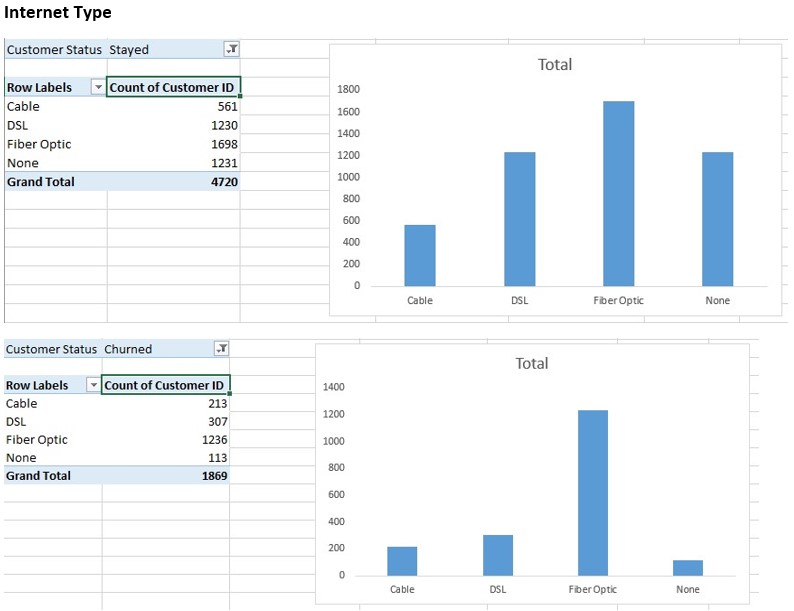 Internet Type
Customer Status Stayed
Row Labels Count of Customer ID
Cable 561
DSL 1230
Fiber Optic 1698
None 1231
Grand Total 4720
Total
1800
1600
1400
1200
1000
800
600
400
200
0
Cable DSL Fiber Optic None
Customer Status Churned
Row Labels Count of Customer ID
Cable 213
DSL 307
Fiber Optic 1236
None 113
Grand Total 1869
Total
1400
1200
1000
800
600
400
200
0
Cable DSL Fiber Optic None